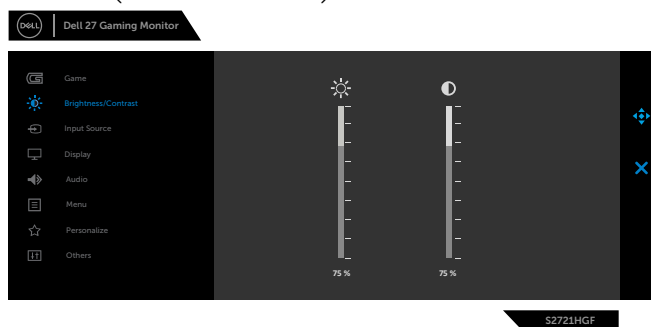 DELL
Dell 27 Gaming Monitor
Game
Brightness/Contrast
Input Source
Display
Audio
Menu
Personalize
Others
75 %
75 %
S2721HGF